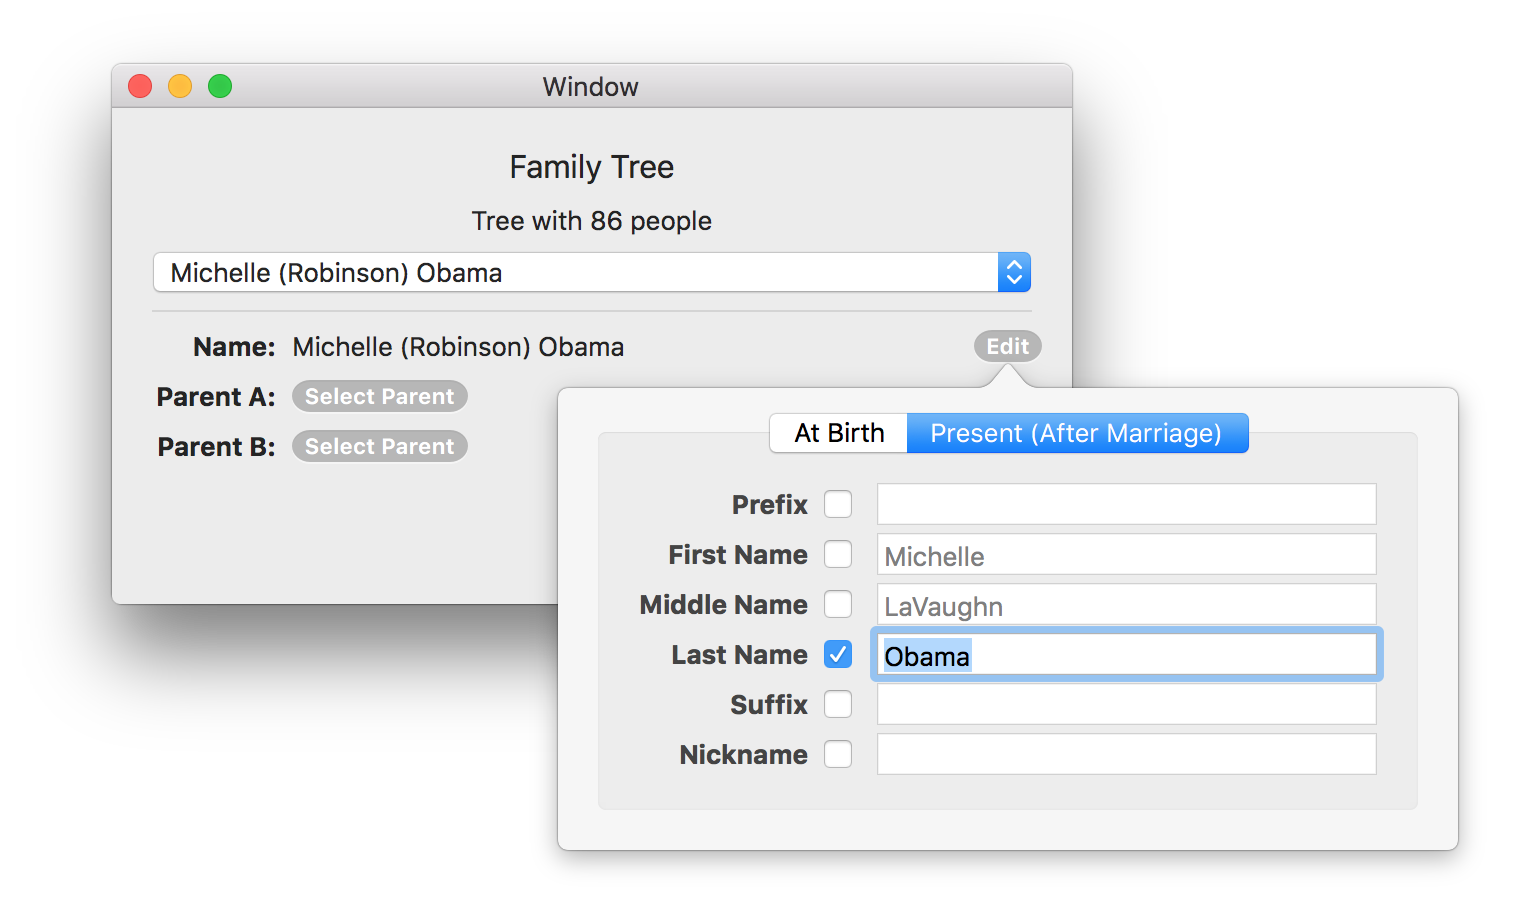 Window
Family Tree
Tree with 86 people
Michelle (Robinson) Obama
Name: Michelle (Robinson) Obama Edit
Parent A: Select Parent
Parent B: Select Parent
At Birth Present (After Marriage)
Prefix
First Name Michelle
Middle Name LaVaughn
Last Name Obama
Suffix
Nickname